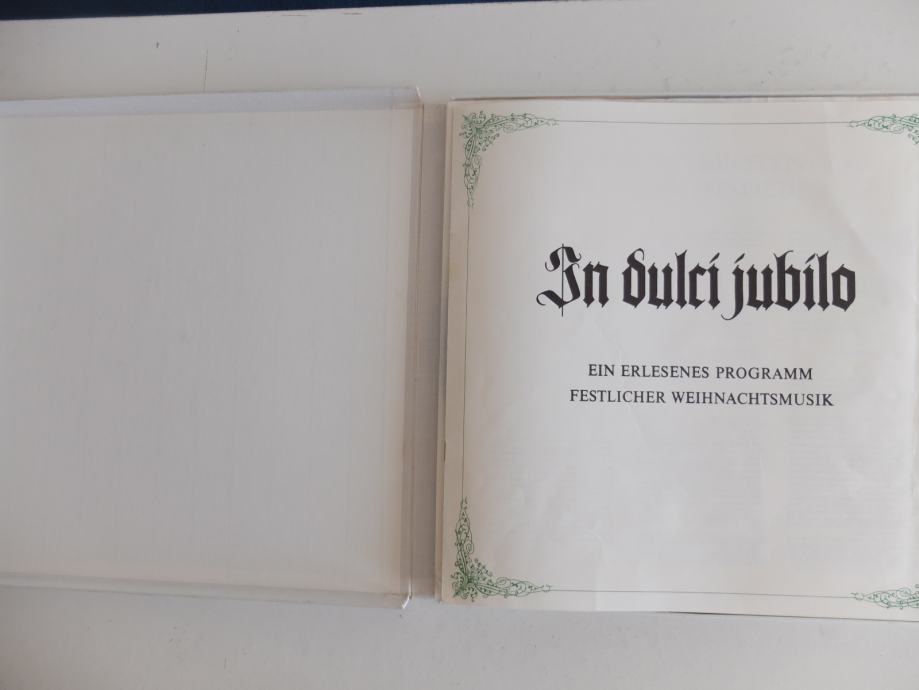 In dulci jubilo
EIN ERLESENES PROGRAMM
FESTLICHER WEIHNACHTSMUSIK